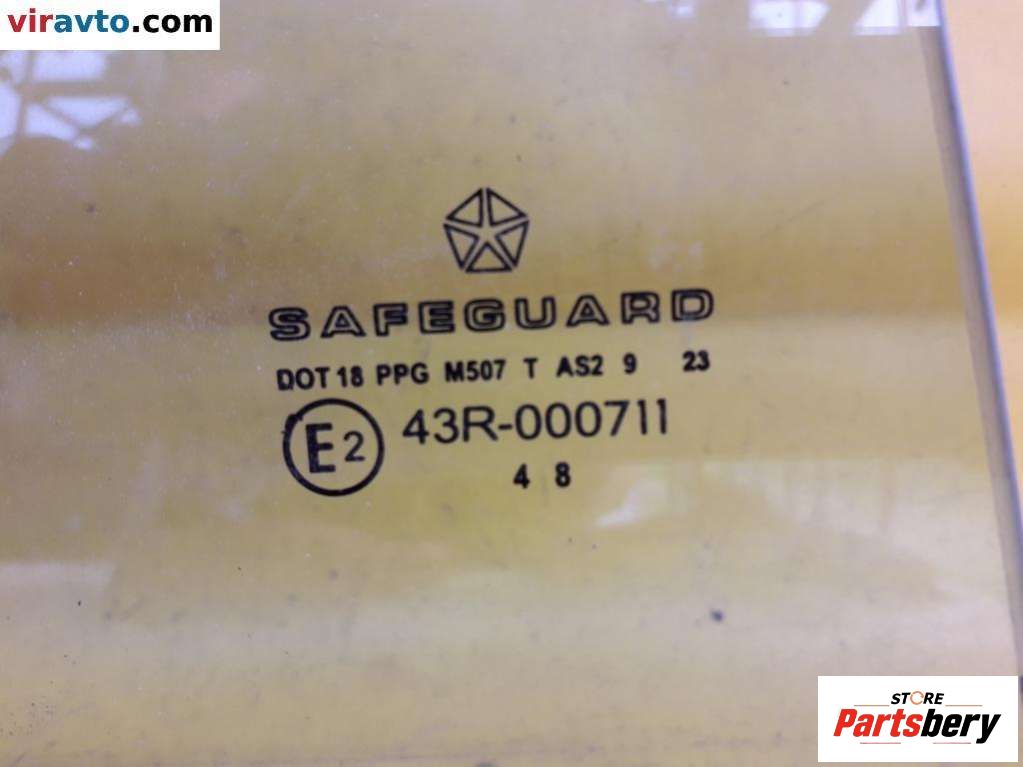 viravto.com
SAFEGUARD
DOT 18 PPG M507 T AS2 9 23
E2 43R-000711
4 8
STORE
Partsbery